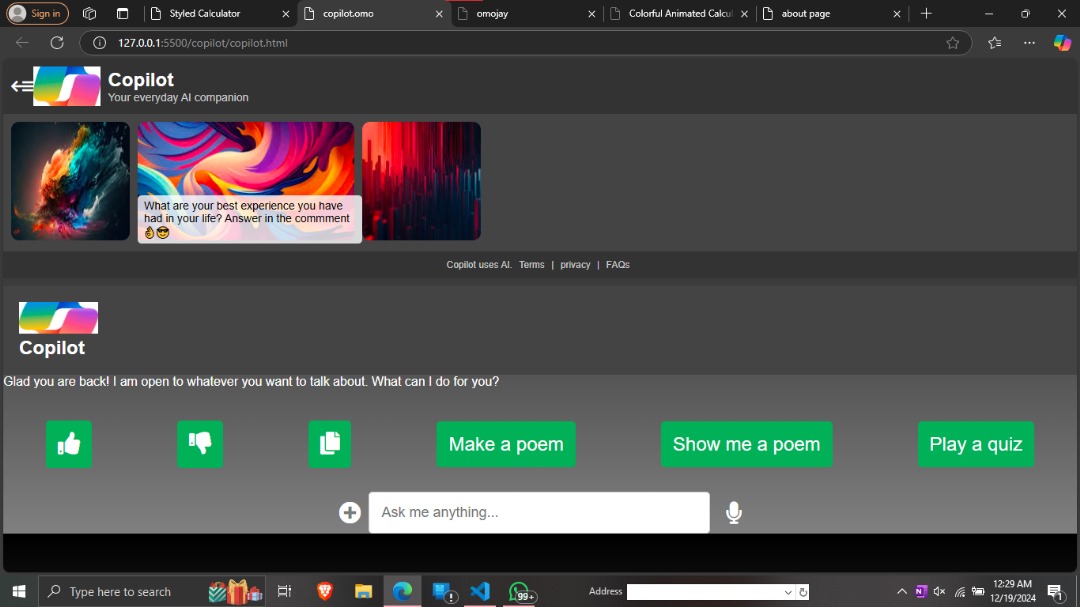 Sign in
Styled Calculator
copilot.omo
omojay
Colorful Animated Calcu
about page
127.0.0.1:5500/copilot/copilot.html
Copilot
Your everyday AI companion
What are your best experience you have
had in your life? Answer in the commment
👌😎
Copilot uses AI. Terms | privacy | FAQs
Copilot
Glad you are back! I am open to whatever you want to talk about. What can I do for you?
Make a poem
Show me a poem
Play a quiz
Ask me anything...
Type here to search
99+
Address
N
12:29 AM
12/19/2024
1